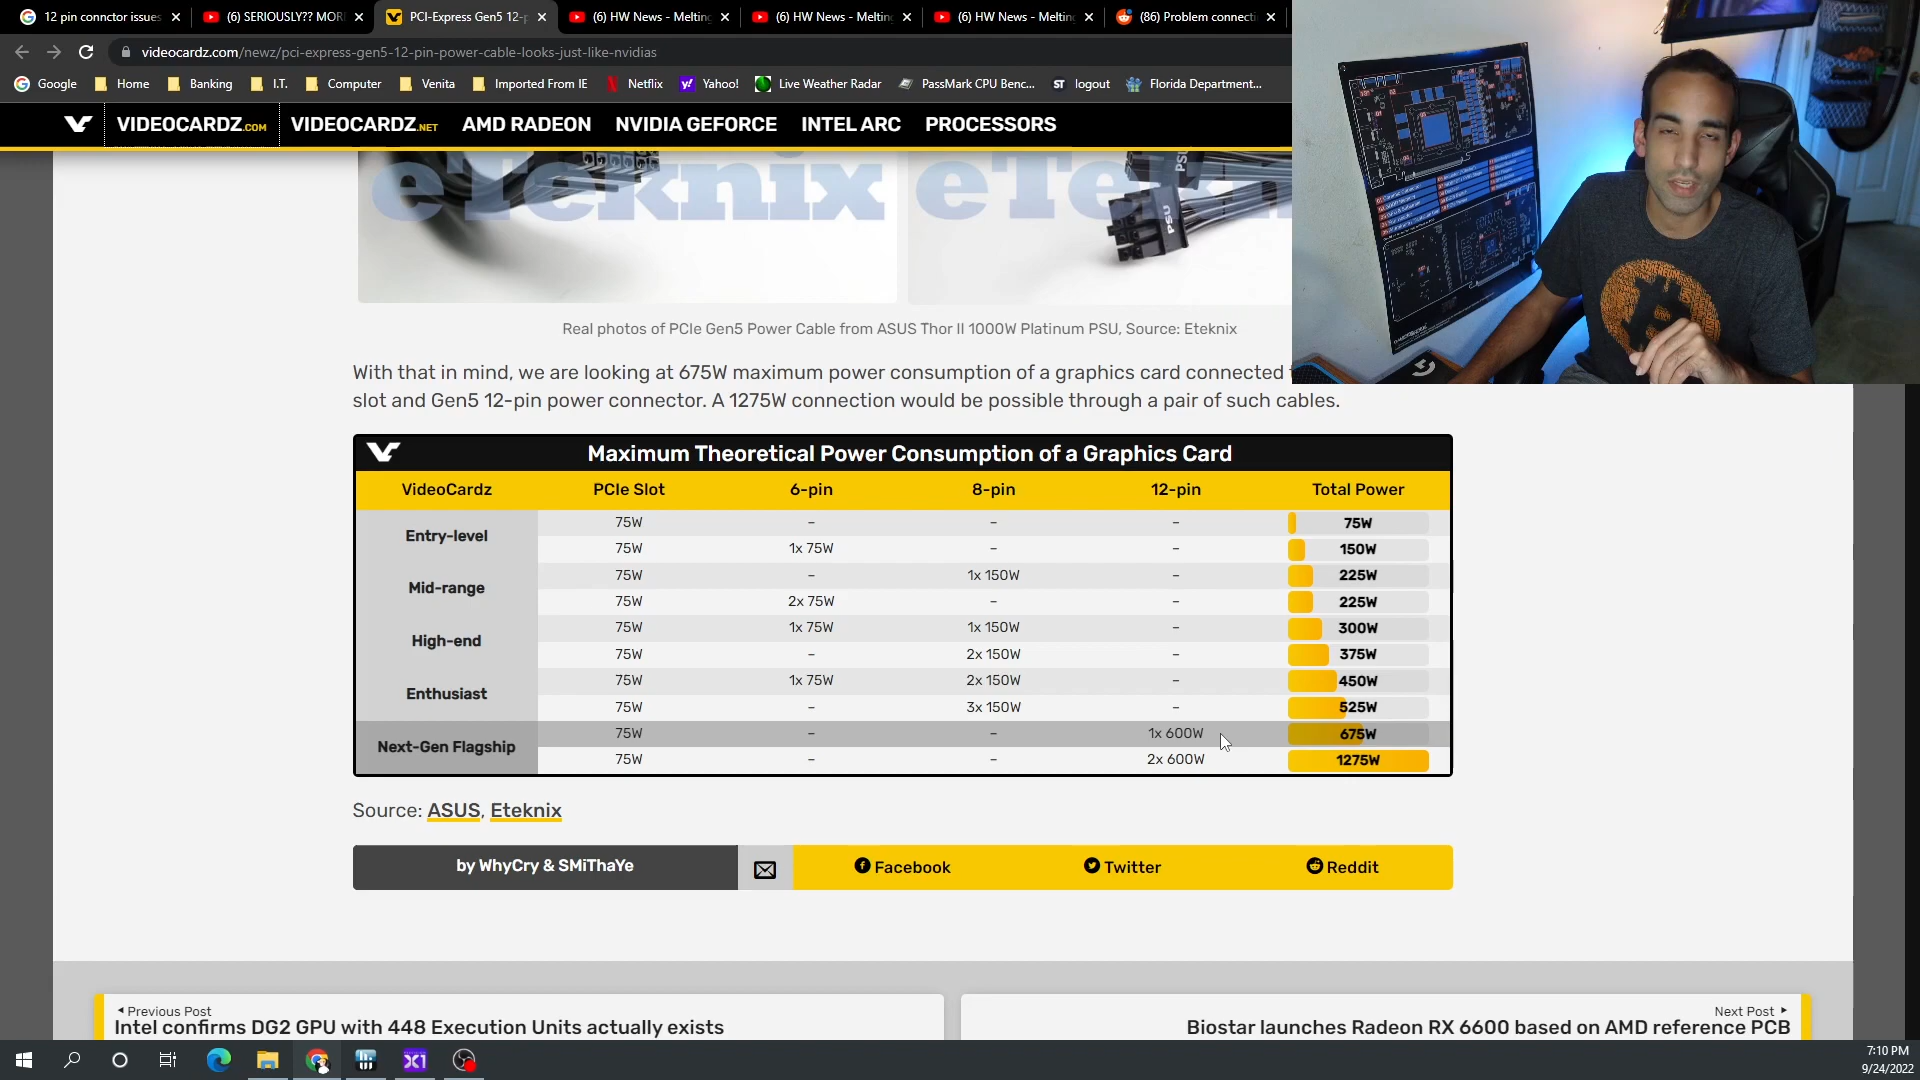 12 pin connctor issues
(6) SERIOUSLY?? MOR
PCI-Express Gen5 12-p
(6) HW News - Melting
(6) HW News - Melting
(6) HW News - Melting
(86) Problem connecti
videocardz.com/newz/pci-express-gen5-12-pin-power-cable-looks-just-like-nvidias
Google Home Banking I.T. Computer Venita Imported From IE Netflix Yahoo! Live Weather Radar PassMark CPU Benc... ST logout Florida Department...
VIDEOCARDZ.COM VIDEOCARDZ.NET AMD RADEON NVIDIA GEFORCE INTEL ARC PROCESSORS
eTeknix
eTek
PSU
PSU
Real photos of PCIe Gen5 Power Cable from ASUS Thor II 1000W Platinum PSU, Source: Eteknix
With that in mind, we are looking at 675W maximum power consumption of a graphics card connected
slot and Gen5 12-pin power connector. A 1275W connection would be possible through a pair of such cables.
Maximum Theoretical Power Consumption of a Graphics Card
VideoCardz PCIe Slot 6-pin 8-pin 12-pin Total Power
Entry-level
75W – – – 75W
75W 1x 75W – – 150W
Mid-range
75W – 1x 150W – 225W
75W 2x 75W – – 225W
High-end
75W 1x 75W 1x 150W – 300W
75W – 2x 150W – 375W
Enthusiast
75W 1x 75W 2x 150W – 450W
75W – 3x 150W – 525W
Next-Gen Flagship
75W – – 1x 600W 675W
75W – – 2x 600W 1275W
Source: ASUS, Eteknix
by WhyCry & SMiThaYe
Facebook Twitter Reddit
Previous Post
Intel confirms DG2 GPU with 448 Execution Units actually exists
Next Post
Biostar launches Radeon RX 6600 based on AMD reference PCB
X1
7:10 PM
9/24/2022